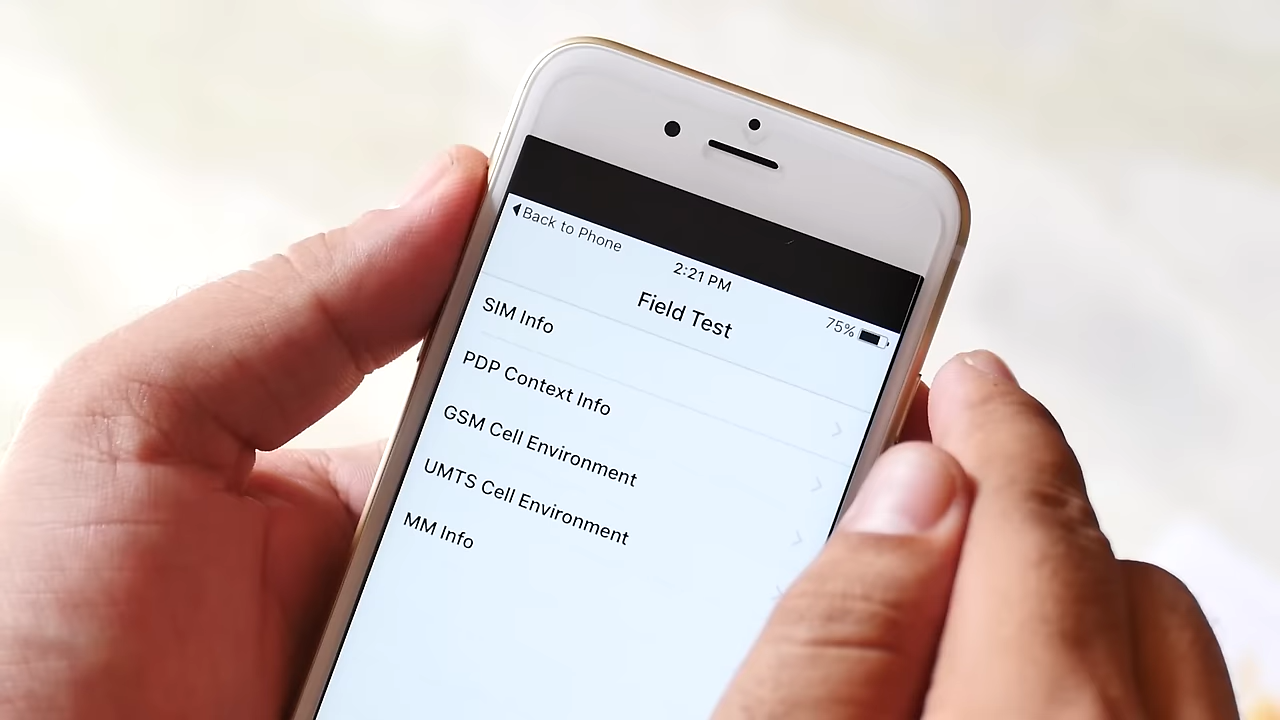 Back to Phone
2:21 PM
75%
Field Test
SIM Info
PDP Context Info
GSM Cell Environment
UMTS Cell Environment
MM Info